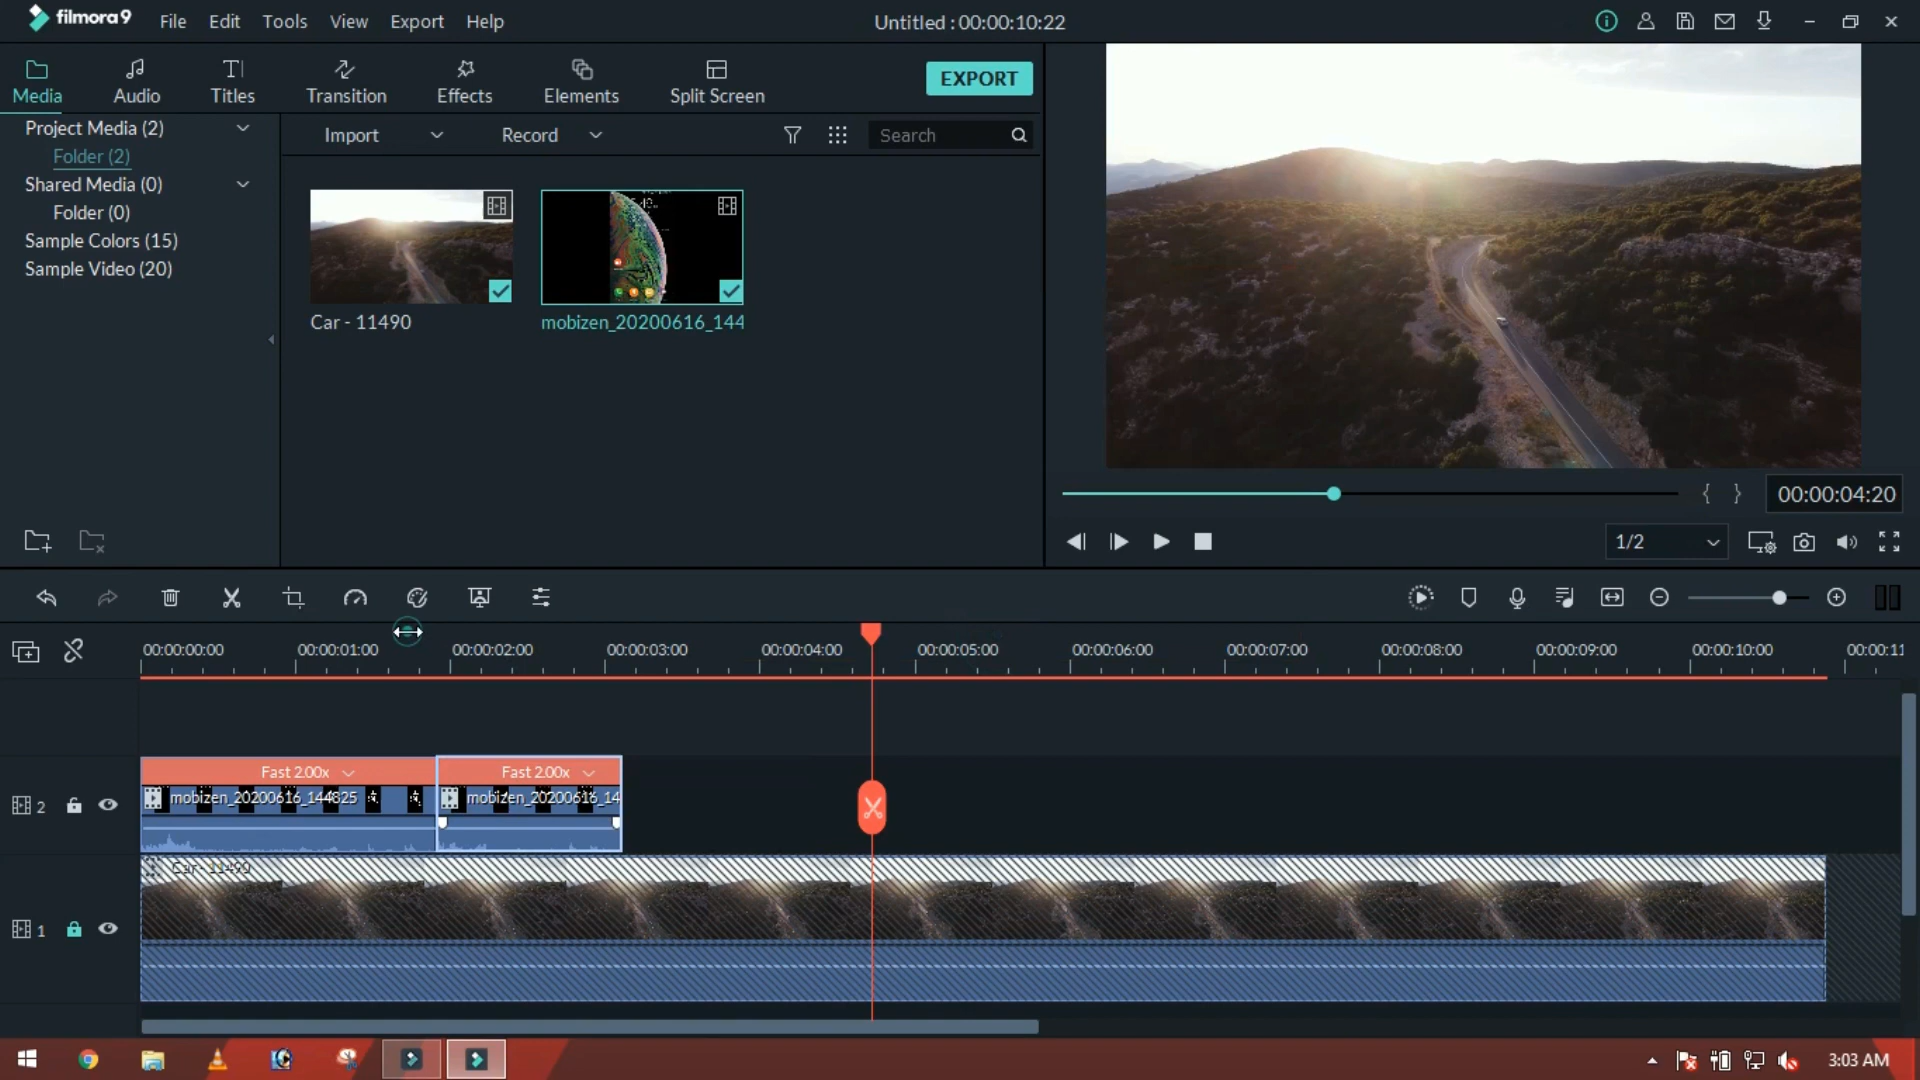 filmora9 File Edit Tools View Export Help Untitled : 00:00:10:22
Media Audio Titles Transition Effects Elements Split Screen EXPORT
Project Media (2)
Folder (2)
Shared Media (0)
Folder (0)
Sample Colors (15)
Sample Video (20)
Import Record Search
Car - 11490 mobizen_20200616_144
00:00:04:20
1/2
00:00:00:00 00:00:01:00 00:00:02:00 00:00:03:00 00:00:04:00 00:00:05:00 00:00:06:00 00:00:07:00 00:00:08:00 00:00:09:00 00:00:10:00 00:00:11
Fast 2.00x Fast 2.00x
2 mobizen_20200616_144825 mobizen_20200616_14
Car - 11490
1
3:03 AM